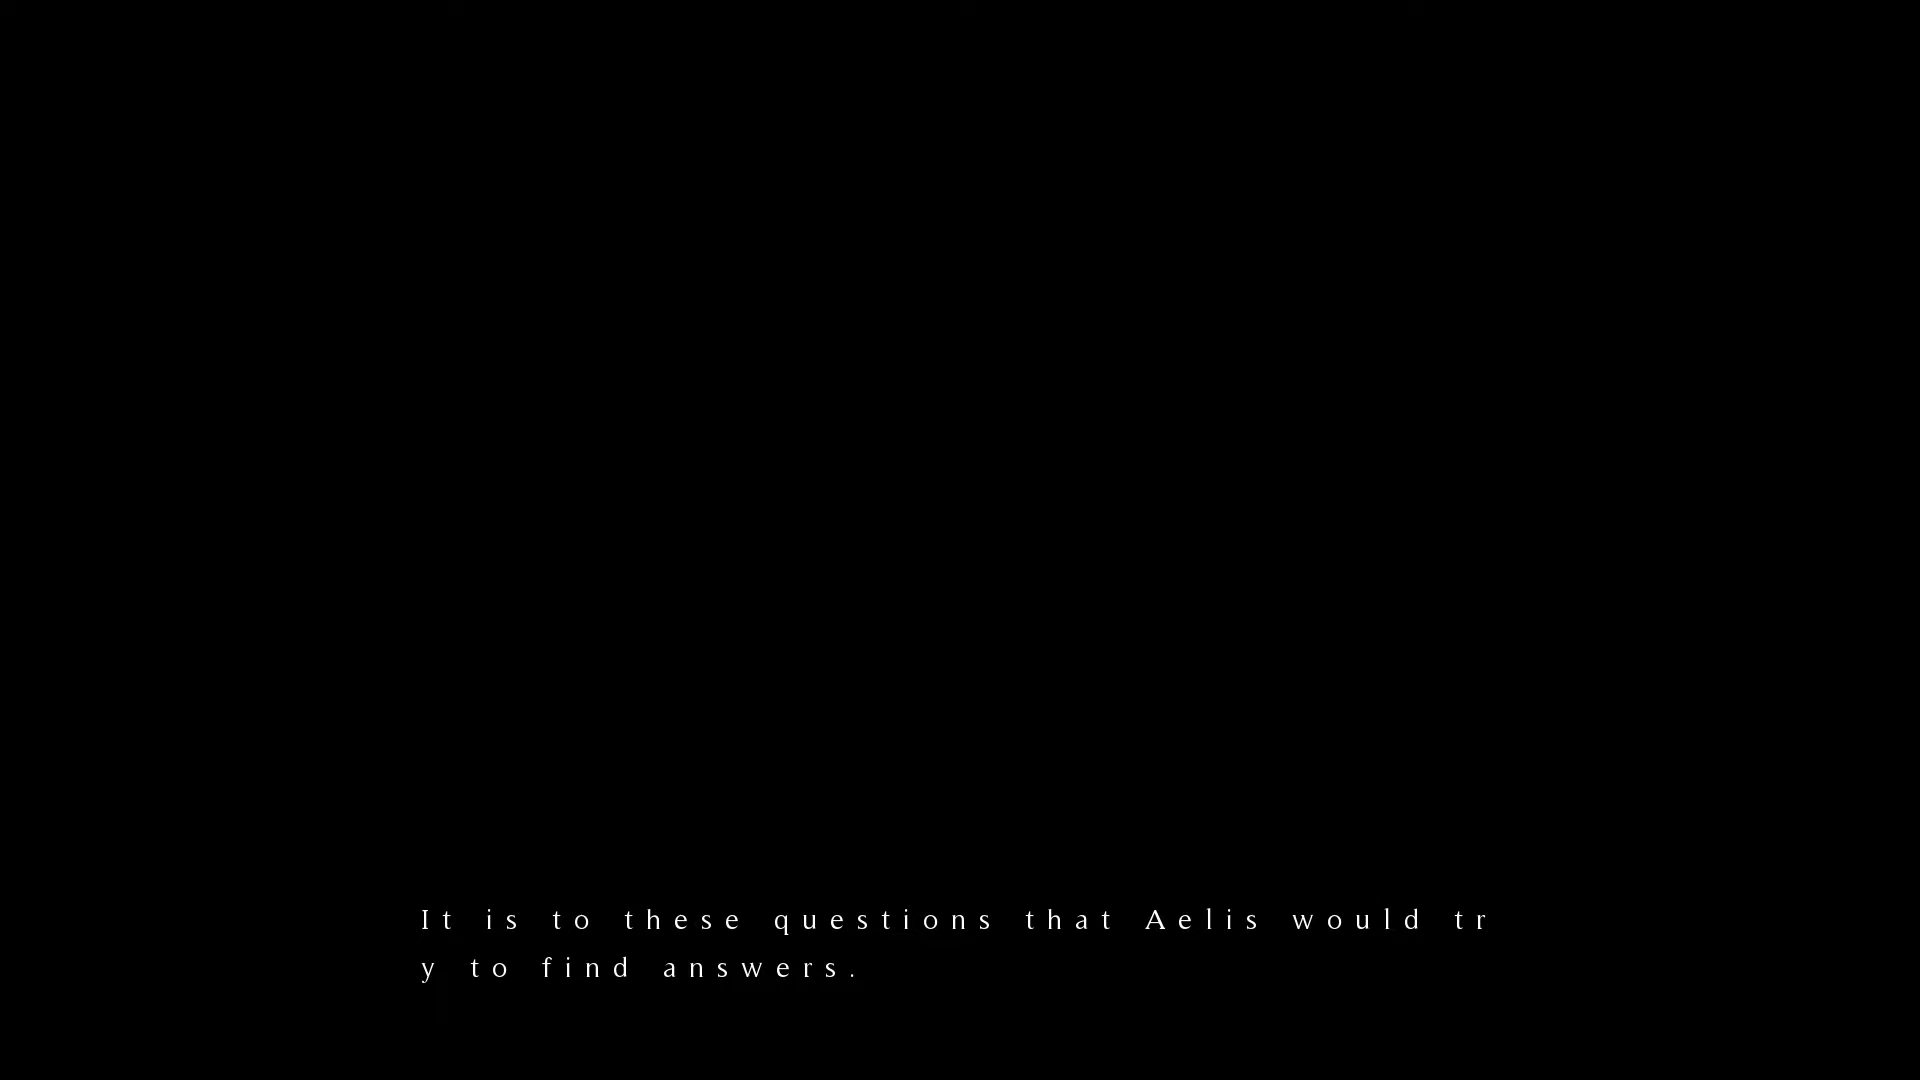 It is to these questions that Aelis would tr
y to find answers.